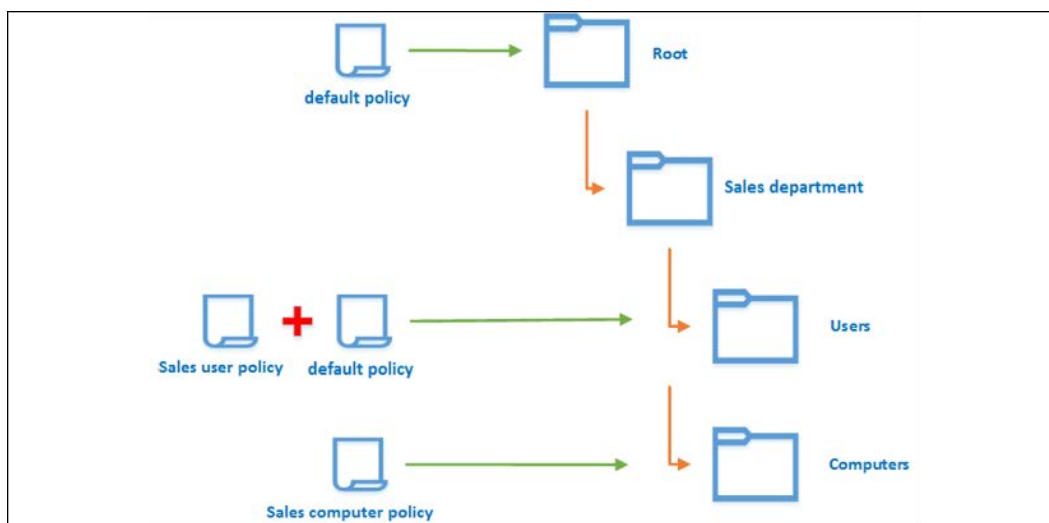 Root
default policy
Sales department
Users
Sales user policy
default policy
Computers
Sales computer policy